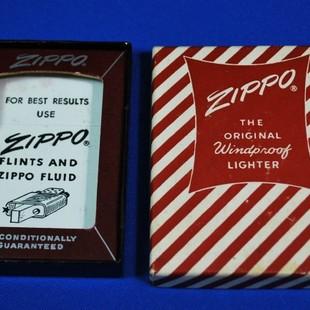 ZIPPO
FOR BEST RESULTS
USE
ZIPPO®
FLINTS AND
ZIPPO FLUID
CONDITIONALLY
GUARANTEED
ZIPPO®
THE
ORIGINAL
Windproof
LIGHTER